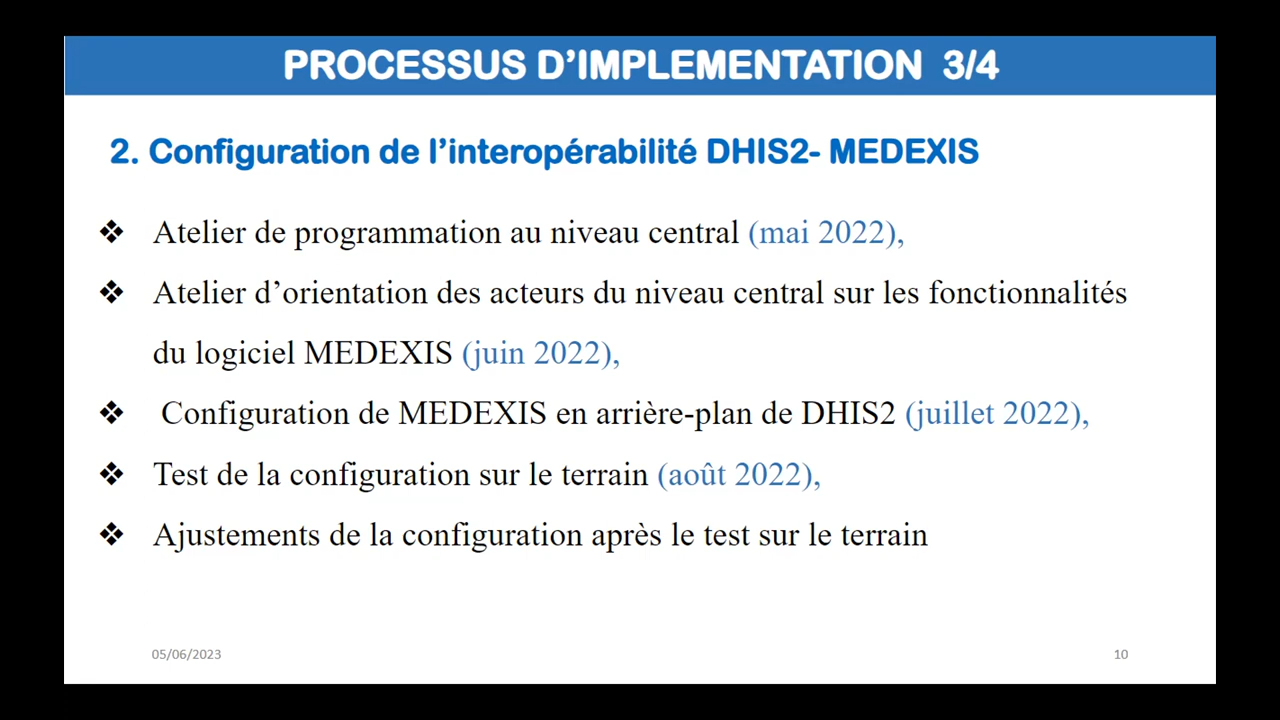 PROCESSUS D’IMPLEMENTATION 3/4
2. Configuration de l’interopérabilité DHIS2- MEDEXIS
❖ Atelier de programmation au niveau central (mai 2022),
❖ Atelier d’orientation des acteurs du niveau central sur les fonctionnalités
du logiciel MEDEXIS (juin 2022),
❖ Configuration de MEDEXIS en arrière-plan de DHIS2 (juillet 2022),
❖ Test de la configuration sur le terrain (août 2022),
❖ Ajustements de la configuration après le test sur le terrain
05/06/2023
10